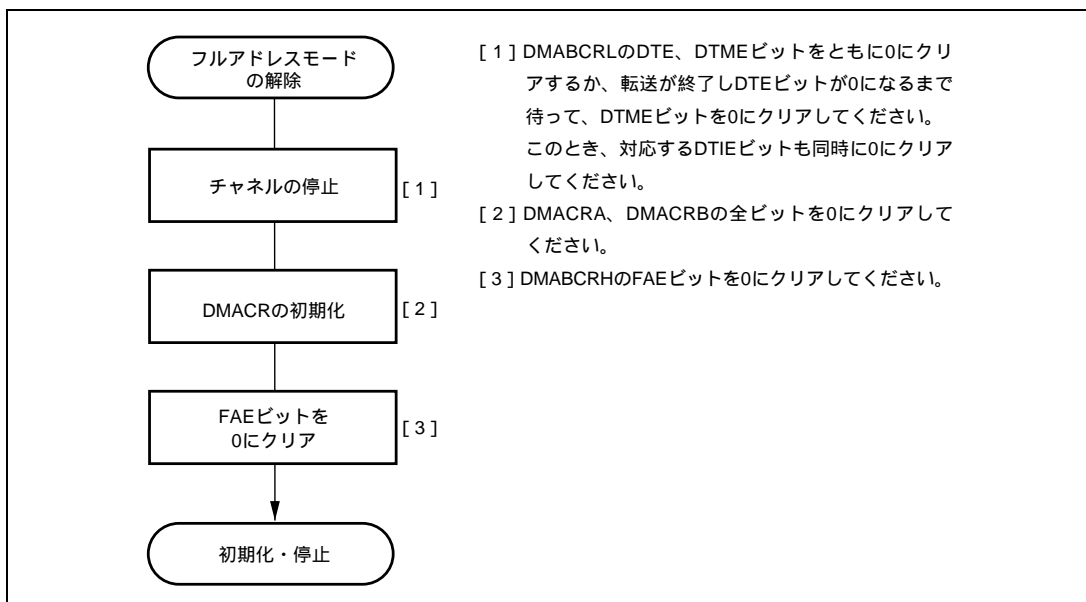 フルアドレスモード
の解除
チャネルの停止
[1]
DMACRの初期化
[2]
FAEビットを
0にクリア
[3]
初期化・停止
[1] DMABCRLのDTE、DTMEビットをともに0にクリ
アするか、転送が終了しDTEビットが0になるまで
待って、DTMEビットを0にクリアしてください。
このとき、対応するDTIEビットも同時に0にクリア
してください。
[2] DMACRA、DMACRBの全ビットを0にクリアして
ください。
[3] DMABCRHのFAEビットを0にクリアしてください。